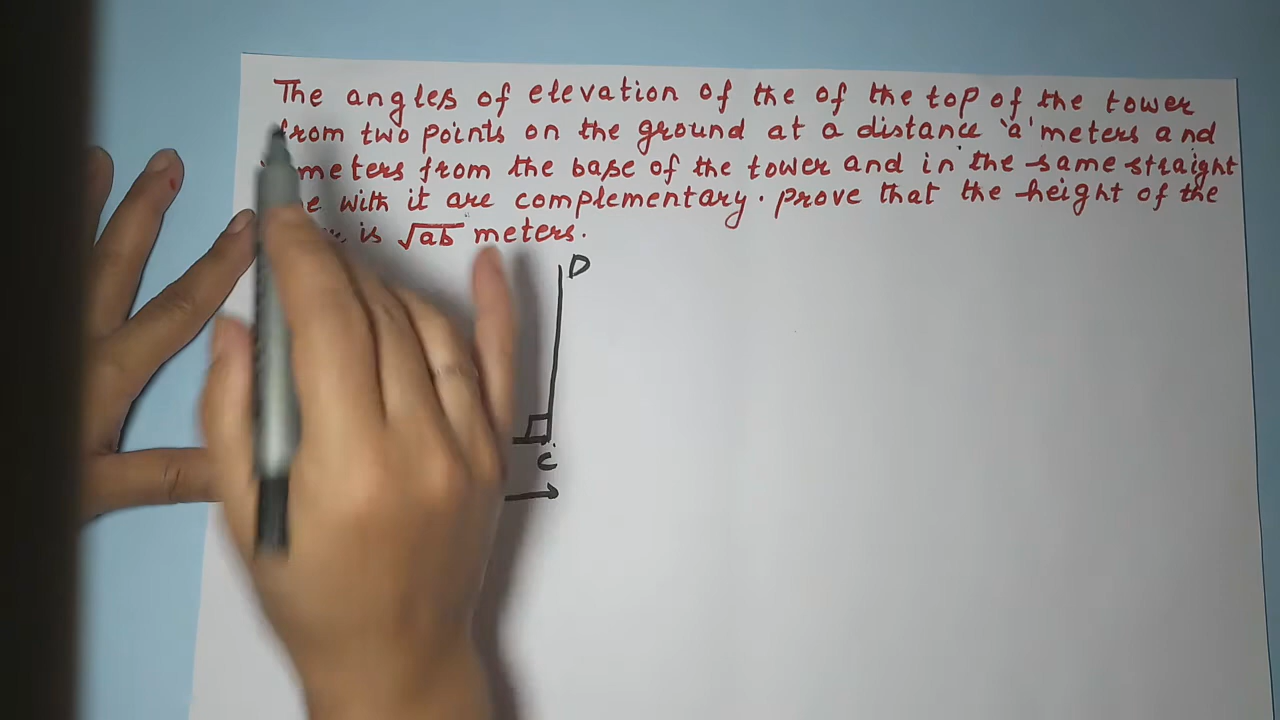 The angles of elevation of the of the top of the tower
from two points on the ground at a distance 'a' meters and
meters from the base of the tower and in the same straight
with it are complementary. prove that the height of the
is √ab meters.
D
C